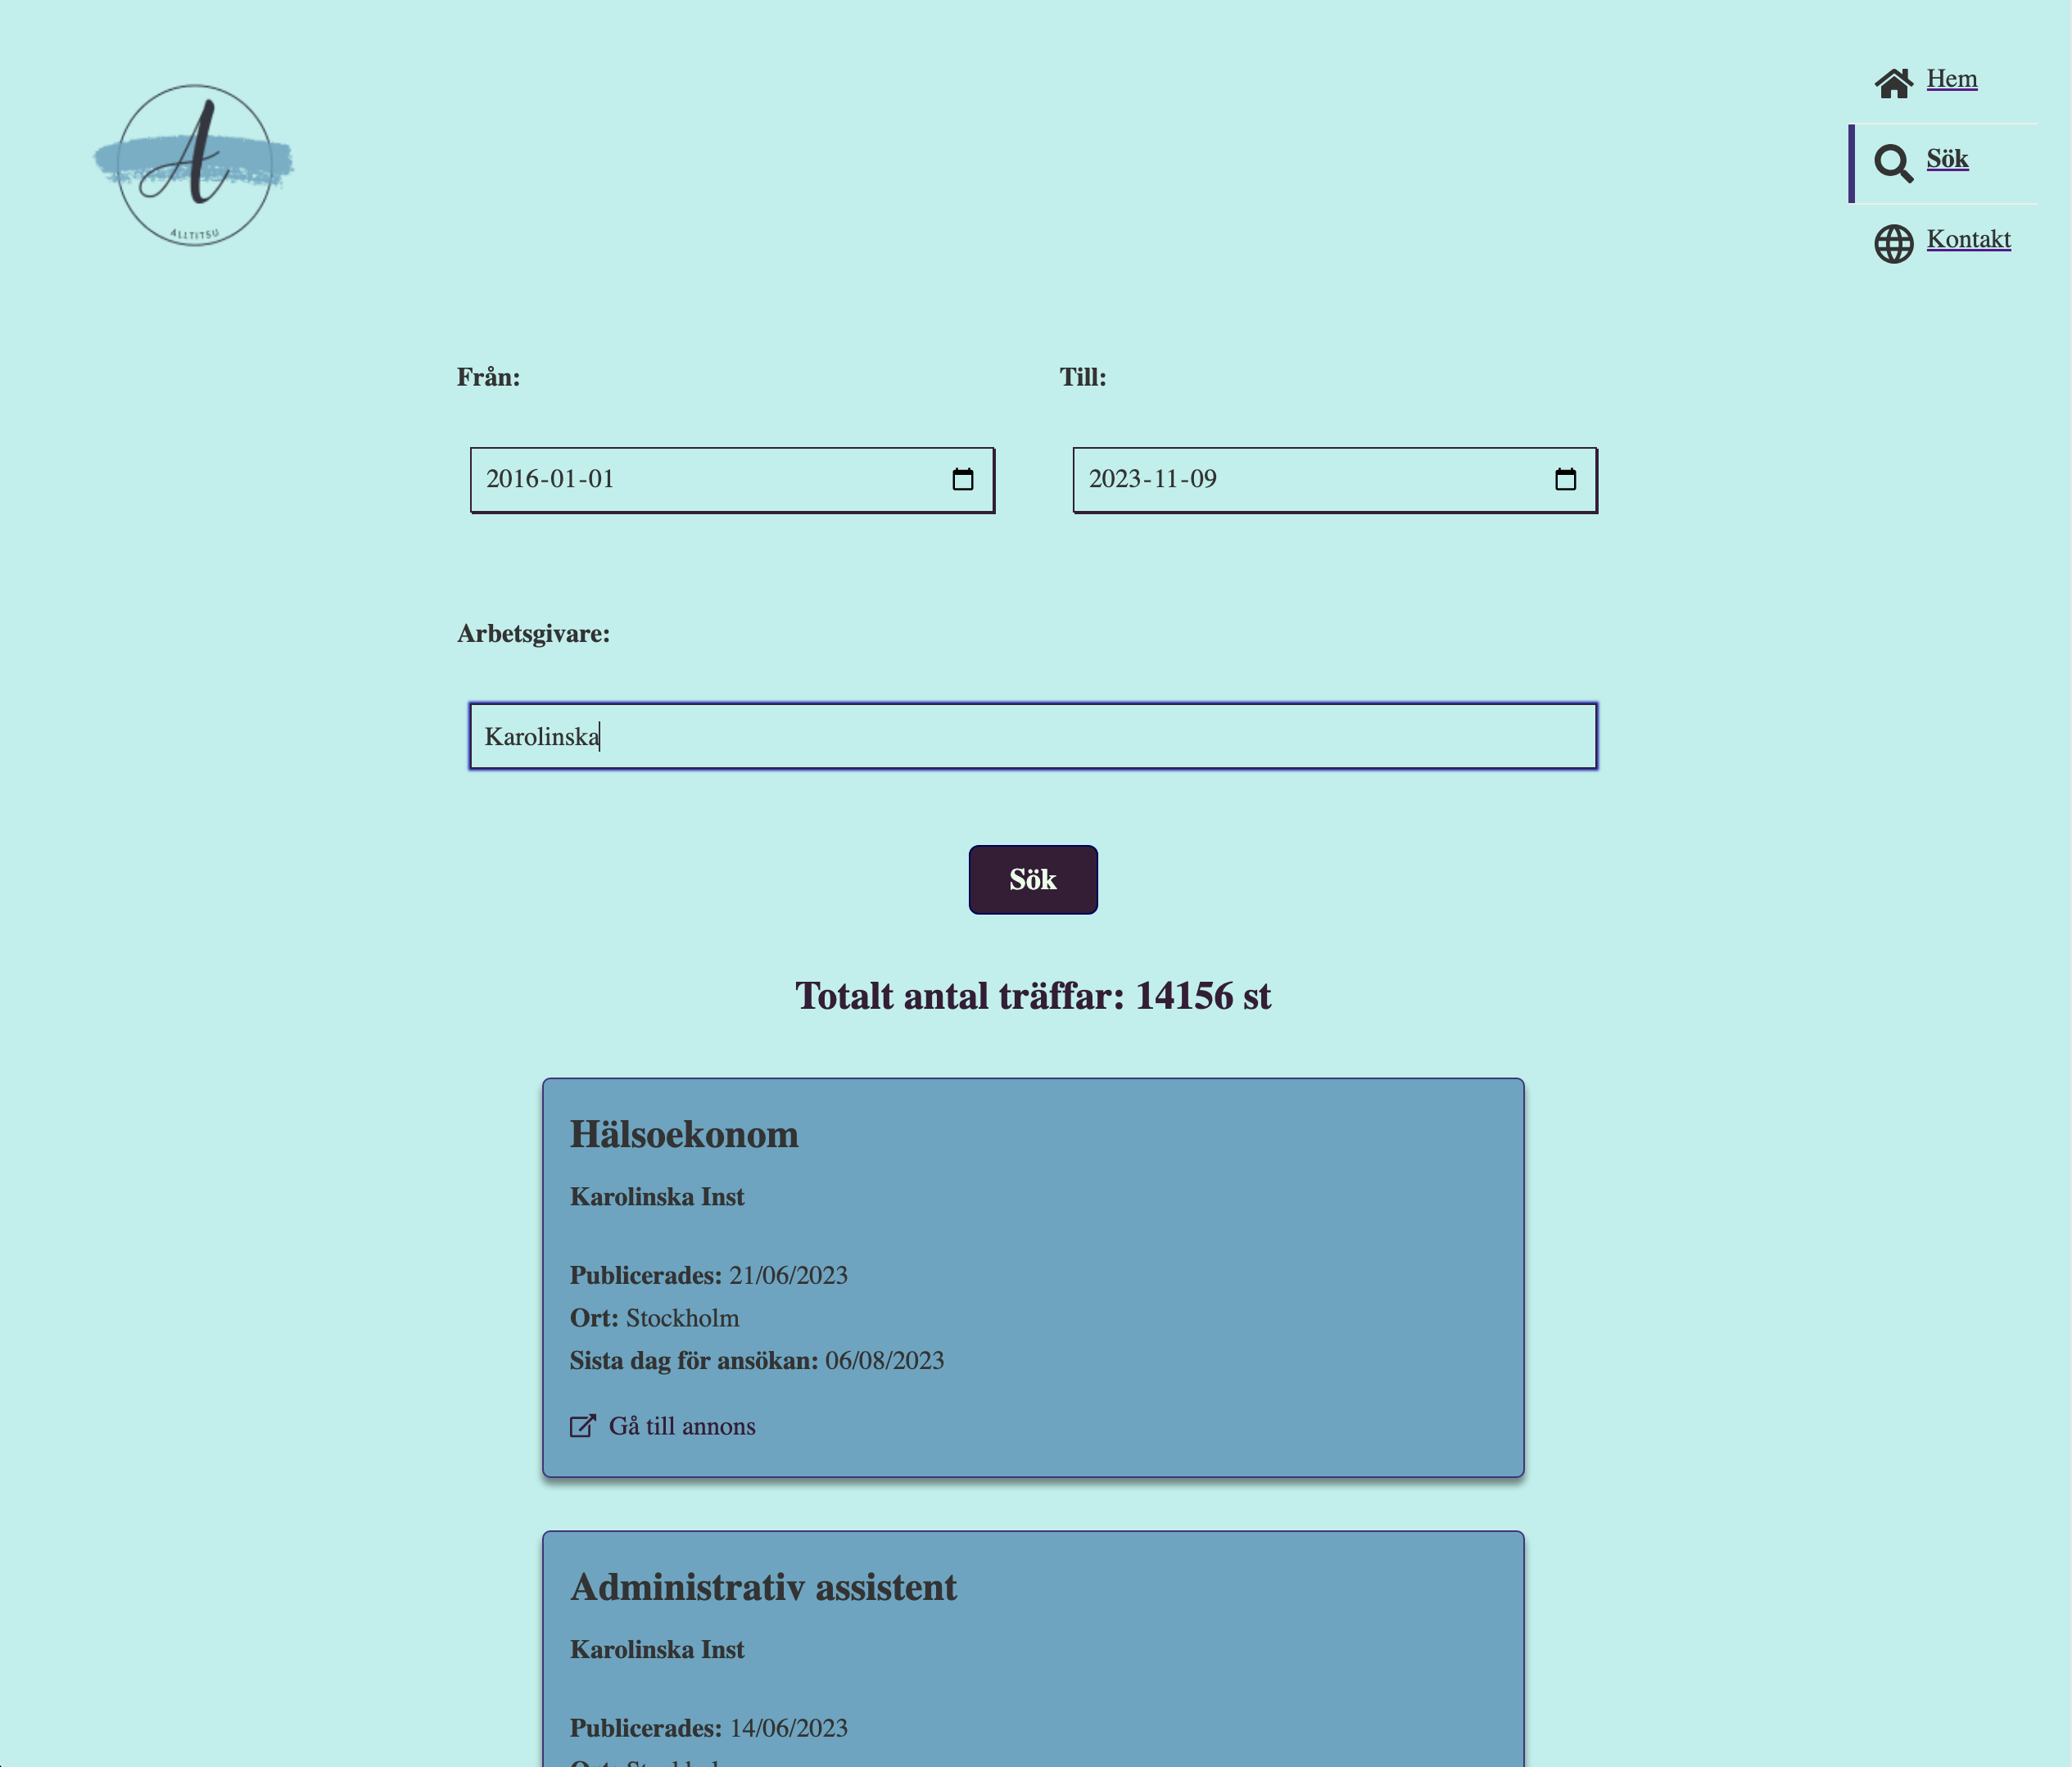 A
ALLTITSU
Hem
Sök
Kontakt
Från:
Till:
2016-01-01
2023-11-09
Arbetsgivare:
Karolinska
Sök
Totalt antal träffar: 14156 st
Hälsoekonom
Karolinska Inst
Publicerades: 21/06/2023
Ort: Stockholm
Sista dag för ansökan: 06/08/2023
Gå till annons
Administrativ assistent
Karolinska Inst
Publicerades: 14/06/2023